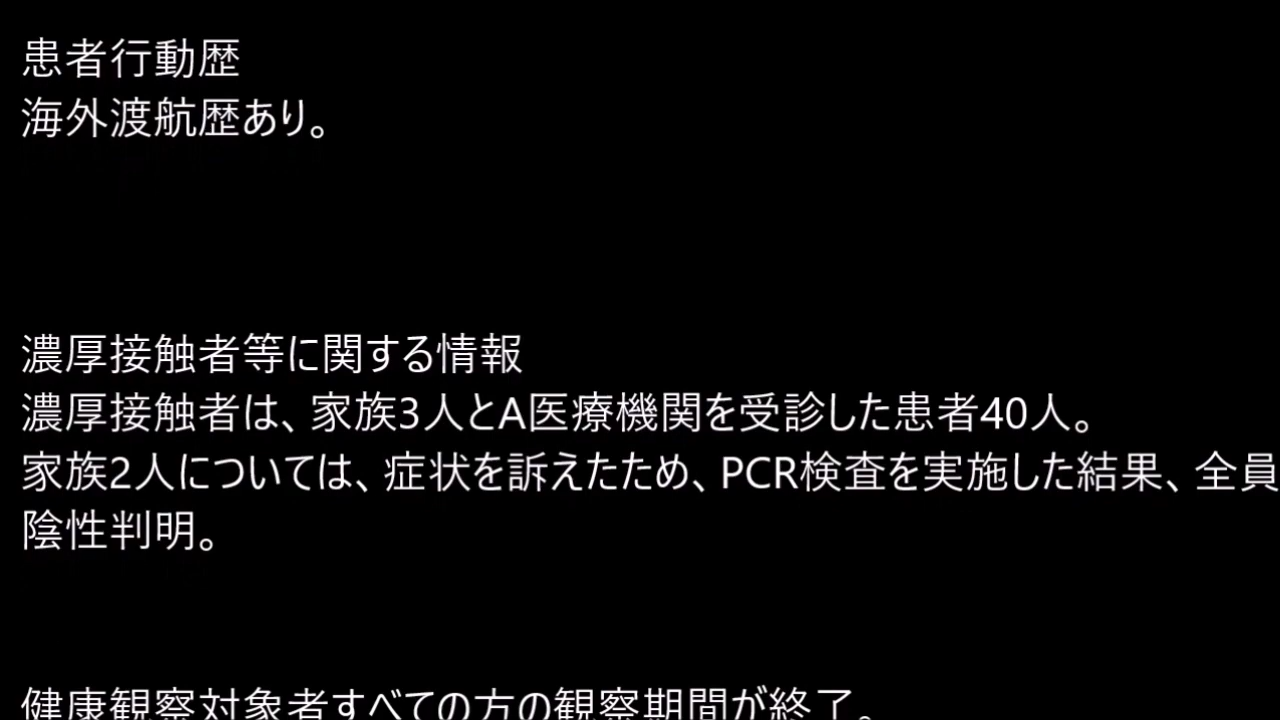 患者行動歴
海外渡航歴あり。
濃厚接触者等に関する情報
濃厚接触者は、家族3人とA医療機関を受診した患者40人。
家族2人については、症状を訴えたため、PCR検査を実施した結果、全員
陰性判明。
健康観察対象者すべての方の観察期間が終了。